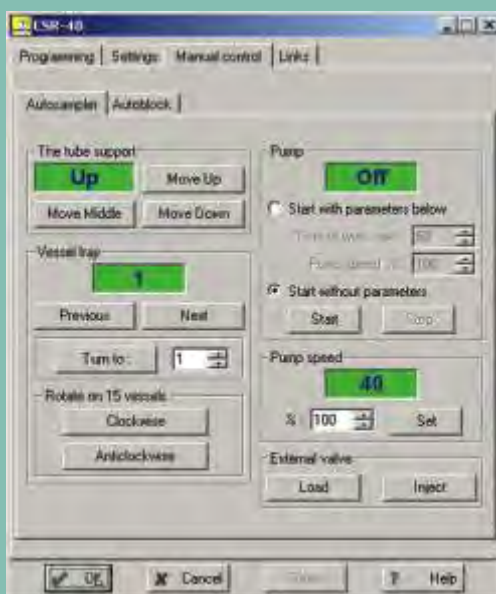 LSR-40
Programming Settings Manual control Links
Autosampler Autoblock
The tube support
Up
Move Up
Move Middle
Move Down
Vessel tray
1
Previous
Next
Turn to :
1
Rotate on 15 vessels
Clockwise
Anticlockwise
Pump
Off
Start with parameters below
100
Start without parameters
Start
Stop
Pump speed
40
% :
100
Set
External valve
Load
Inject
OK
Cancel
Help